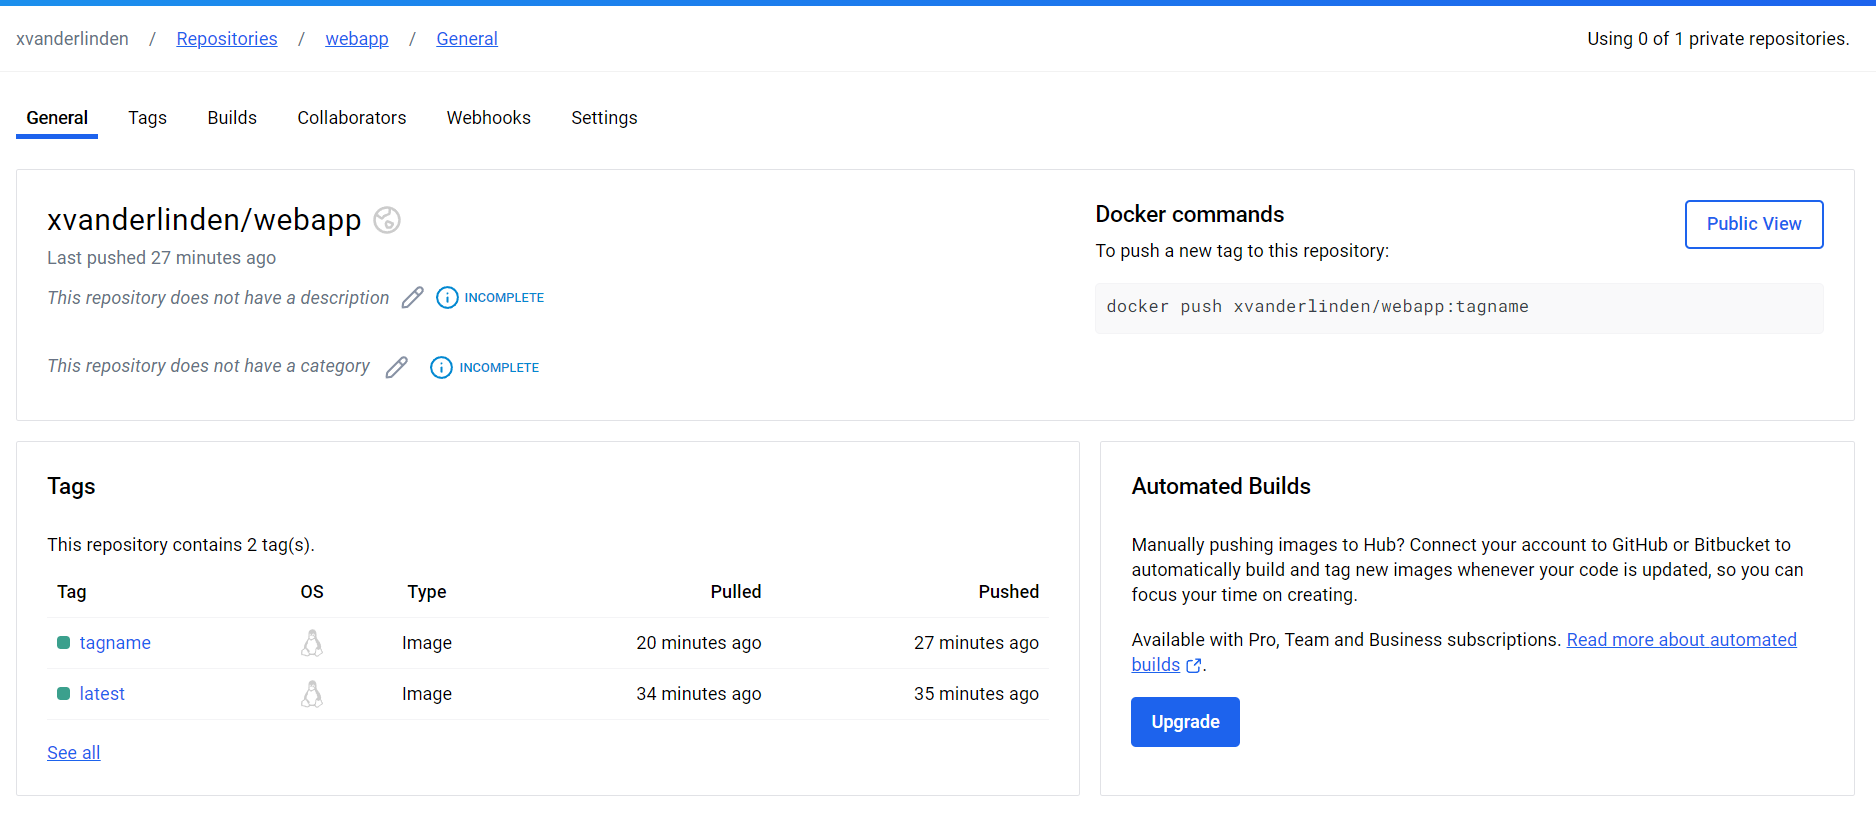 xvanderlinden / Repositories / webapp / General
Using 0 of 1 private repositories.
General Tags Builds Collaborators Webhooks Settings
xvanderlinden/webapp
Last pushed 27 minutes ago
This repository does not have a description INCOMPLETE
This repository does not have a category INCOMPLETE
Docker commands
To push a new tag to this repository:
docker push xvanderlinden/webapp:tagname
Public View
Tags
This repository contains 2 tag(s).
Tag OS Type Pulled Pushed
tagname Image 20 minutes ago 27 minutes ago
latest Image 34 minutes ago 35 minutes ago
See all
Automated Builds
Manually pushing images to Hub? Connect your account to GitHub or Bitbucket to
automatically build and tag new images whenever your code is updated, so you can
focus your time on creating.
Available with Pro, Team and Business subscriptions. Read more about automated
builds.
Upgrade